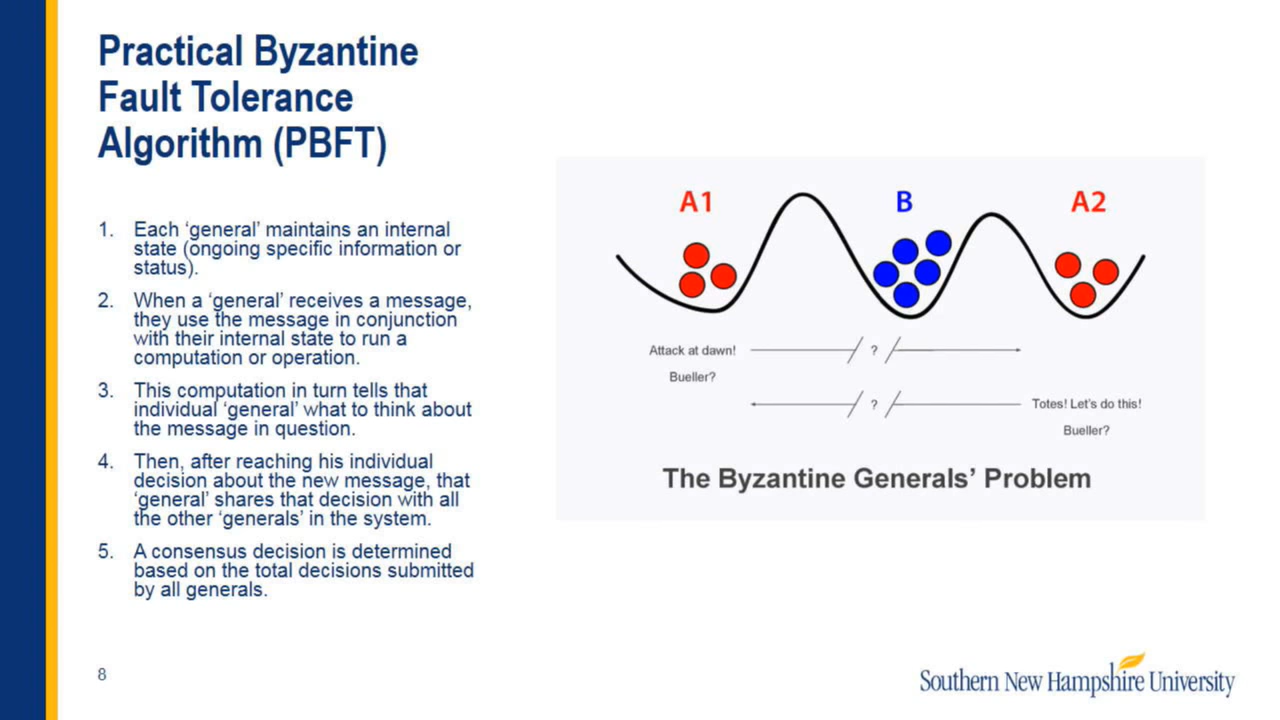 Practical Byzantine
Fault Tolerance
Algorithm (PBFT)
1. Each ‘general’ maintains an internal
state (ongoing specific information or
status).
2. When a ‘general’ receives a message,
they use the message in conjunction
with their internal state to run a
computation or operation.
3. This computation in turn tells that
individual ‘general’ what to think about
the message in question.
4. Then, after reaching his individual
decision about the new message, that
‘general’ shares that decision with all
the other ‘generals’ in the system.
5. A consensus decision is determined
based on the total decisions submitted
by all generals.
A1 B A2
Attack at dawn! ?
Bueller?
? Totes! Let’s do this!
Bueller?
The Byzantine Generals’ Problem
8
Southern New Hampshire University